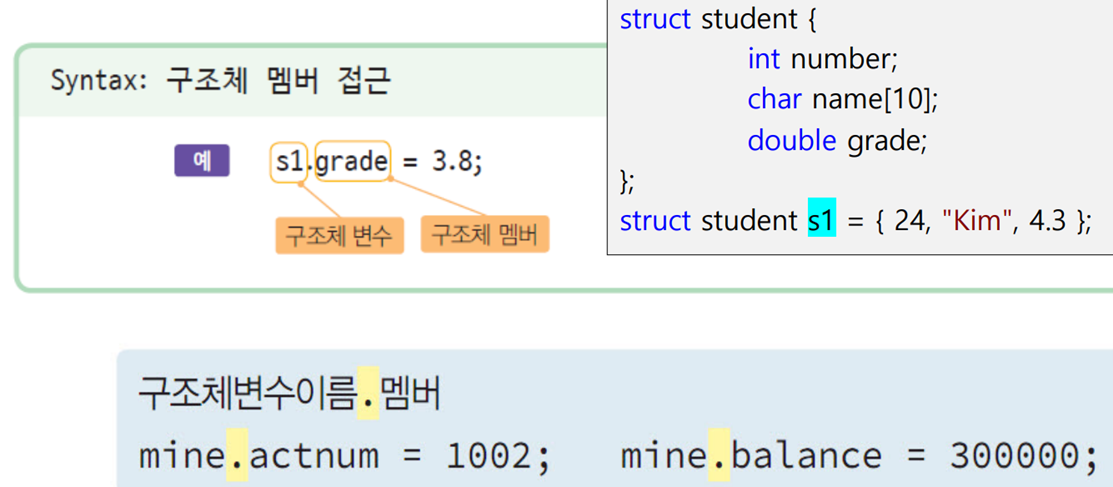 Syntax: 구조체 멤버 접근
예 s1.grade = 3.8;
구조체 변수 구조체 멤버
struct student {
int number;
char name[10];
double grade;
};
struct student s1 = { 24, "Kim", 4.3 };
구조체변수이름.멤버
mine.actnum = 1002; mine.balance = 300000;